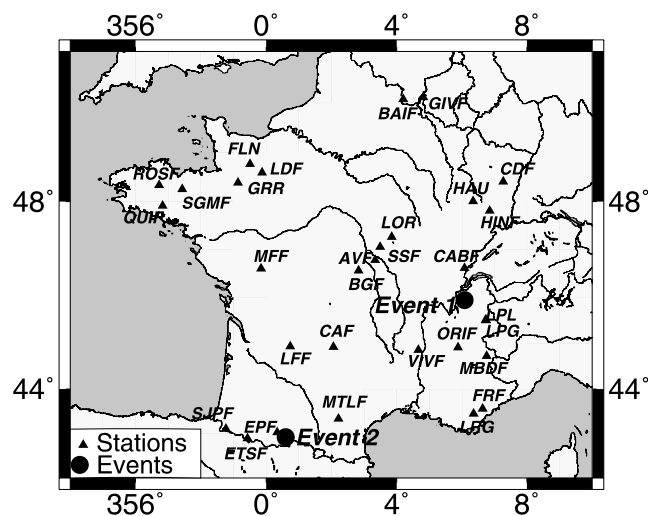 356° 0° 4° 8°
BAIF GIVF
FLN
ROSF LDF CDF
GRR HAU
48° SGMF 48°
QUIF HINF
LOR
MFF AVF SSF CABF
BGF
Event 1
LPL
CAF ORIF LPG
LFF VIVF MBDF
44° 44°
MTLF FRF
SJPF LRG
EPF Event 2
ETSF
Stations
Events
356° 0° 4° 8°